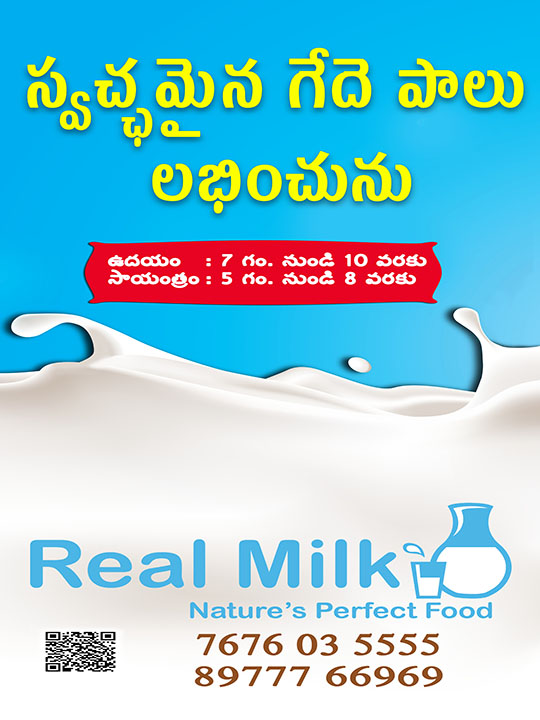 స్వచ్ఛమైన గేదె పాలు
లభించును
ఉదయం : 7 గం. నుండి 10 వరకు
సాయంత్రం : 5 గం. నుండి 8 వరకు
Real Milk
Nature's Perfect Food
7676 03 5555
89777 66969